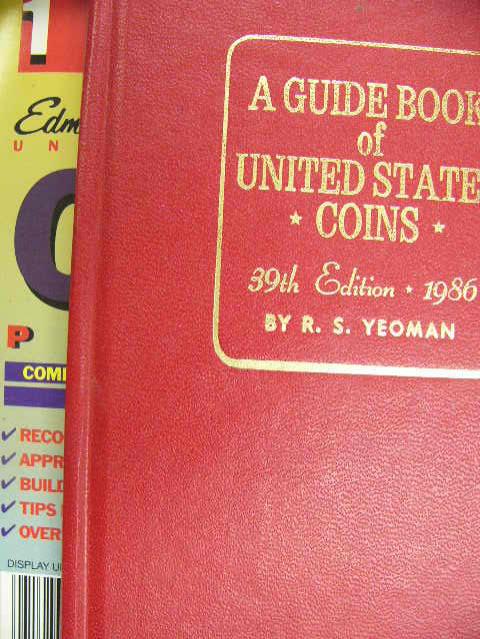 A GUIDE BOOK
of
UNITED STATE
★ COINS ★
39th Edition ★ 1986
BY R. S. YEOMAN
1
Edm
U N
P
COM
✓ RECO
✓ APPR
✓ BUILD
✓ TIPS
✓ OVER
DISPLAY U